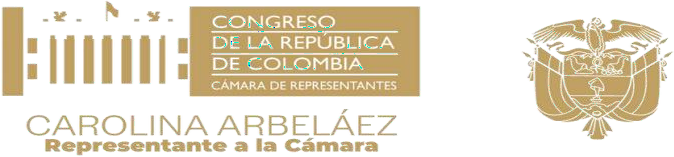 CONGRESO
DE LA REPÚBLICA
DE COLOMBIA
CÁMARA DE REPRESENTANTES
CAROLINA ARBELÁEZ
Representante a la Cámara